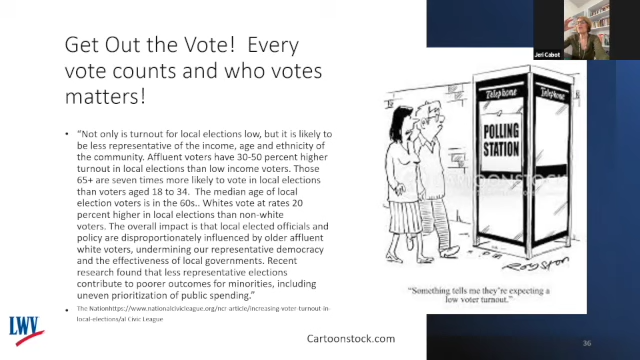 Get Out the Vote!  Every
vote counts and who votes
matters!
• "Not only is turnout for local elections low, but it is likely to
be less representative of the income, age and ethnicity
of the community. Affluent voters have 30-50 percent higher
turnout in local elections than low income voters. Those
65+ are seven times more likely to vote in local elections
than voters aged 18 to 34.  The median age of local
election voters is in the 60s.. Whites vote at rates 20
percent higher in local elections than non-white
voters. The overall impact is that local elected officials and
policy are disproportionately influenced by older affluent
white voters, undermining our representative democracy
and the effectiveness of local governments. Recent
research found that less representative elections
contribute to poorer outcomes for minorities, including
uneven prioritization of public spending."
• The Nationhttps://www.nationalcivicleague.org/ncr-article/increasing-voter-turnout-in-
local-elections/al Civic League
LWV
Jeri Cabot
Telephone
Telephone
POLLING
STATION
CARTOONSTOCK
ROYSTON
"Something tells me they're expecting a
low voter turnout."
Cartoonstock.com
36